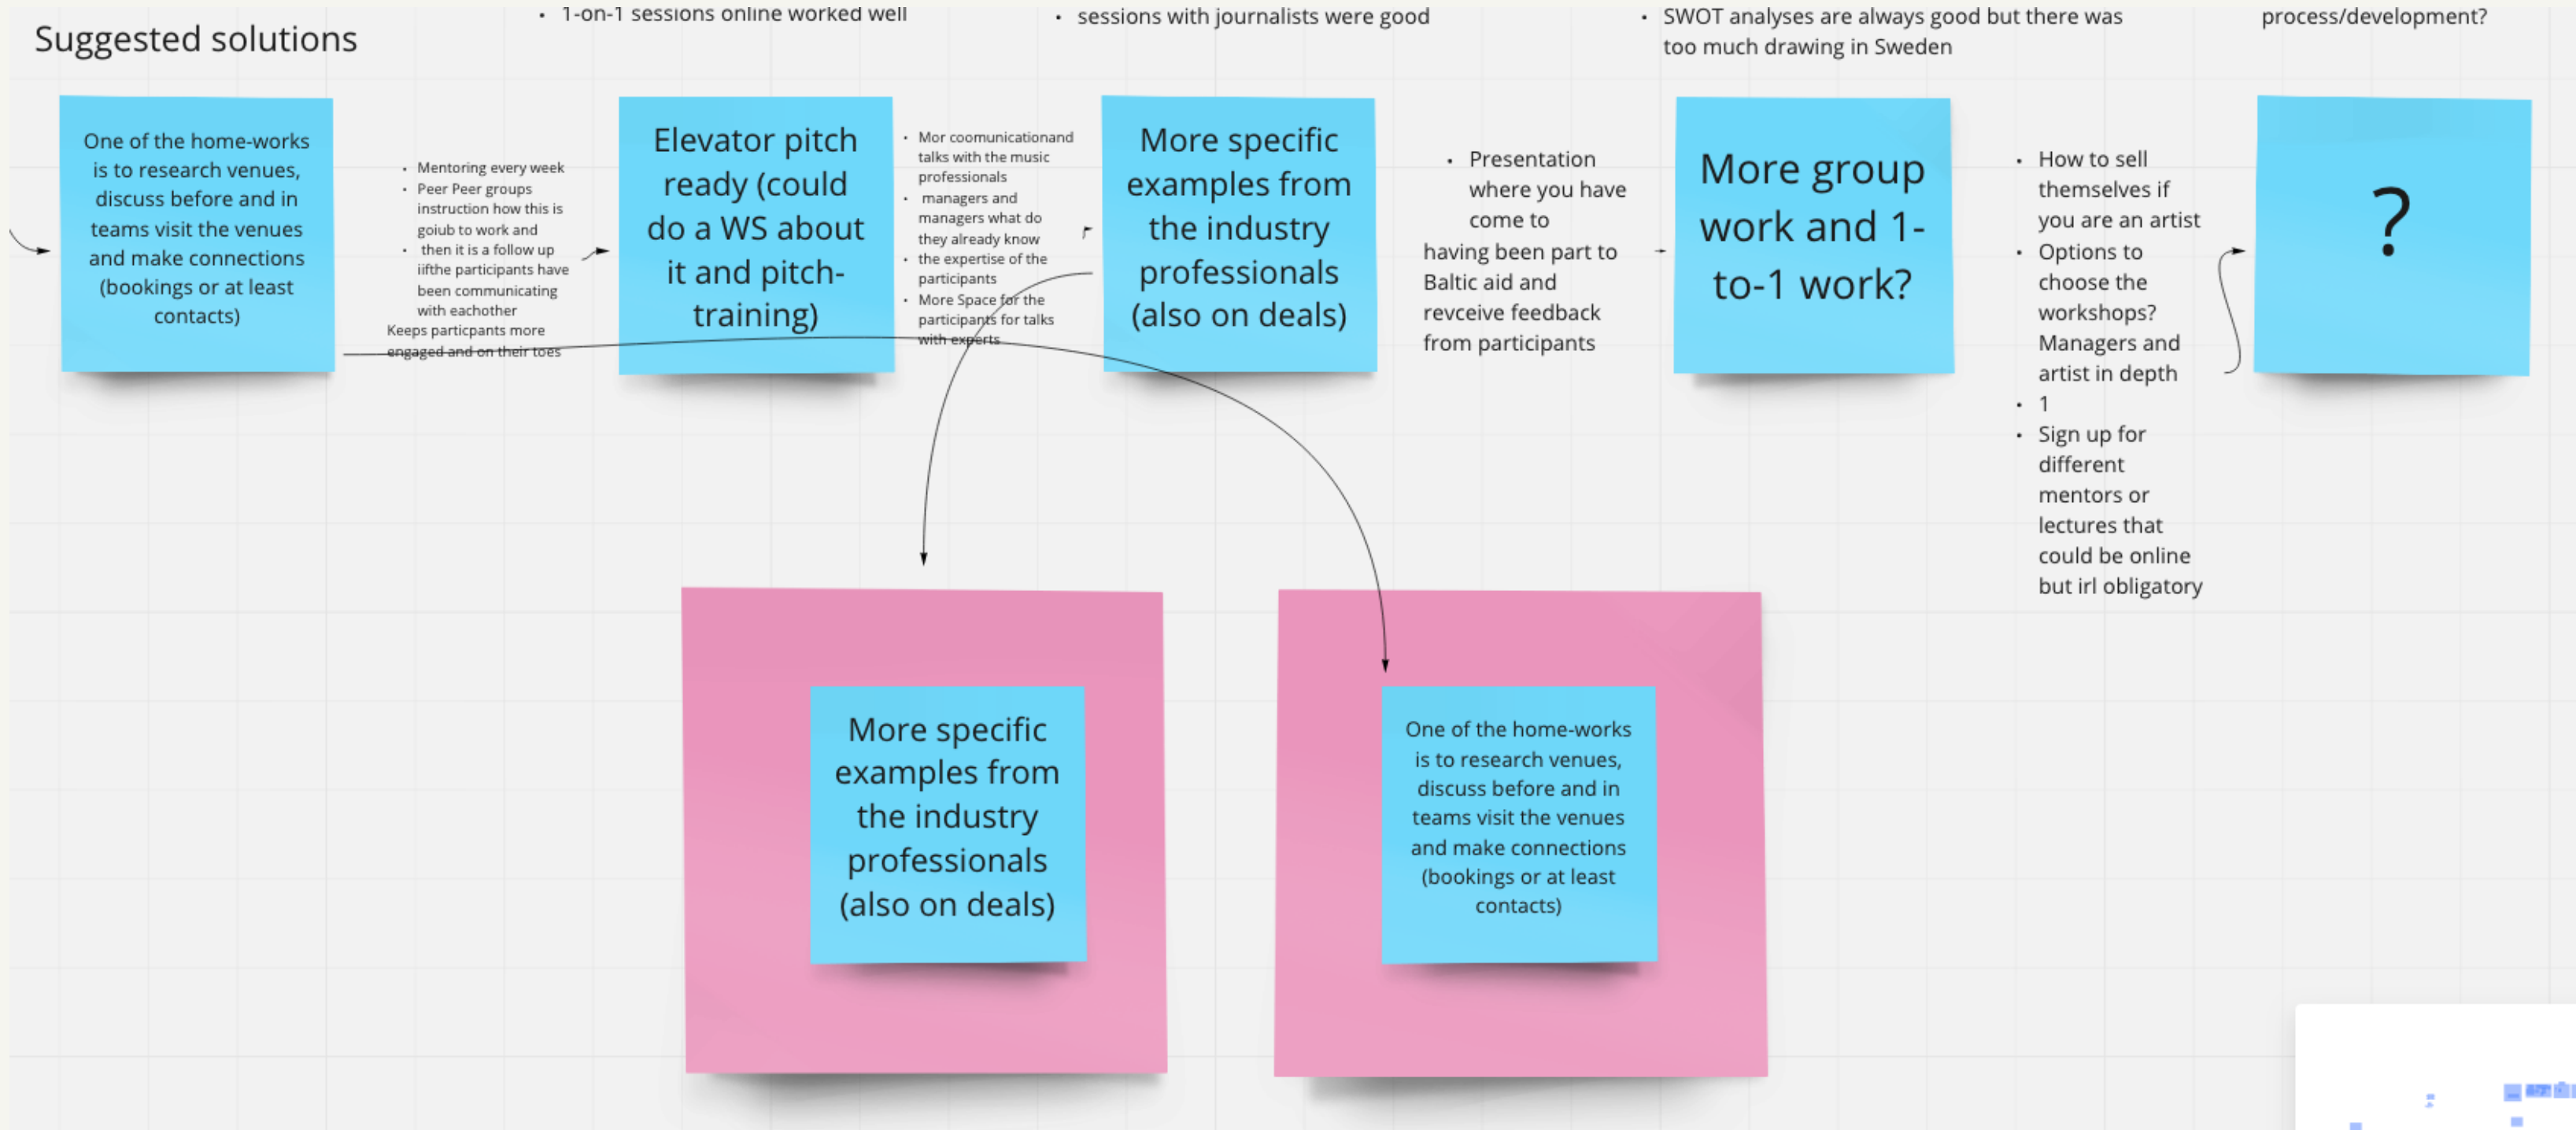 1-on-1 sessions online worked well
sessions with journalists were good
SWOT analyses are always good but there was
too much drawing in Sweden
process/development?
Suggested solutions
One of the home-works
is to research venues,
discuss before and in
teams visit the venues
and make connections
(bookings or at least
contacts)
Mentoring every week
Peer Peer groups
instruction how this is
goiub to work and
then it is a follow up
iifthe participants have
been communicating
with eachother
Keeps particpants more
engaged and on their toes
Elevator pitch
ready (could
do a WS about
it and pitch-
training)
Mor coomunicationand
talks with the music
professionals
managers and
managers what do
they already know
the expertise of the
participants
More Space for the
participants for talks
with experts
More specific
examples from
the industry
professionals
(also on deals)
Presentation
where you have
come to
having been part to
Baltic aid and
revceive feedback
from participants
More group
work and 1-
to-1 work?
How to sell
themselves if
you are an artist
Options to
choose the
workshops?
Managers and
artist in depth
1
Sign up for
different
mentors or
lectures that
could be online
but irl obligatory
?
More specific
examples from
the industry
professionals
(also on deals)
One of the home-works
is to research venues,
discuss before and in
teams visit the venues
and make connections
(bookings or at least
contacts)